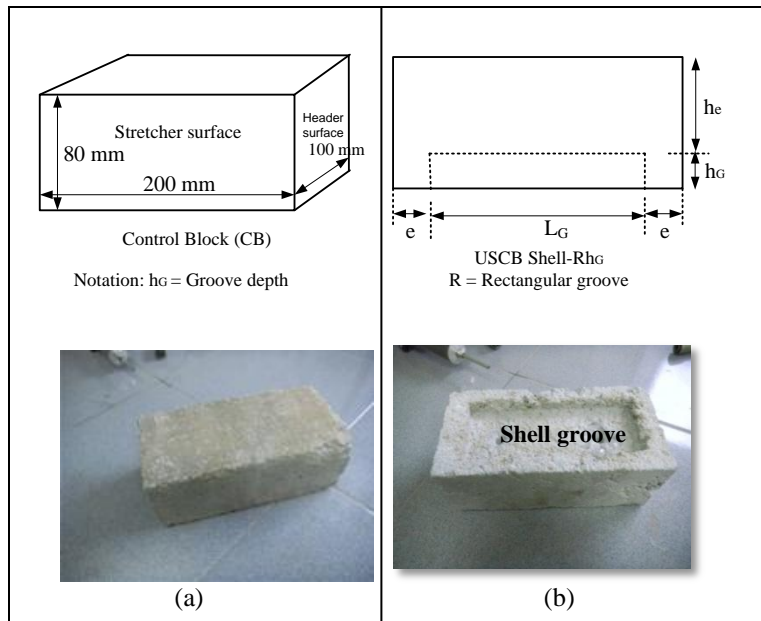 Stretcher surface
Header
surface
100 mm
80 mm
200 mm
Control Block (CB)
Notation: hG = Groove depth
(a)
he
hG
e
LG
e
USCB Shell-RhG
R = Rectangular groove
Shell groove
(b)